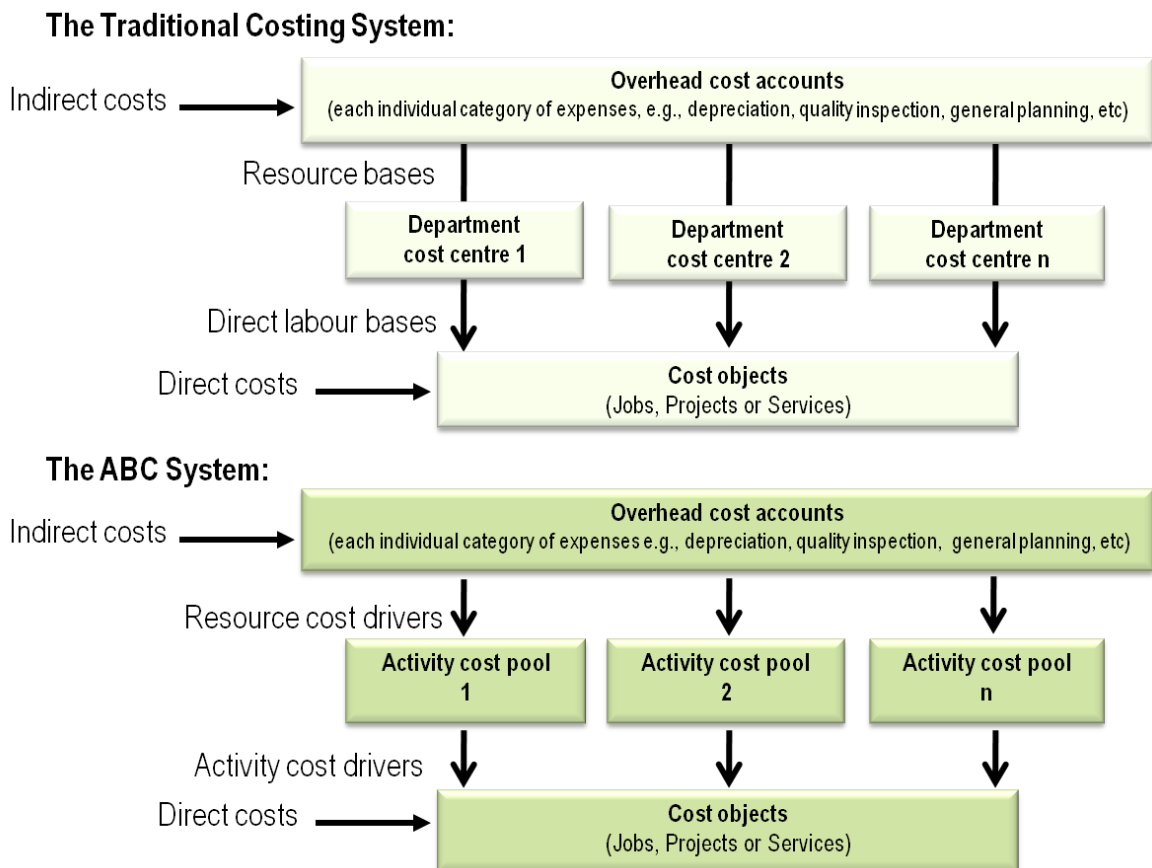 The Traditional Costing System:
Overhead cost accounts
Indirect costs
(each individual category of expenses, e.g., depreciation, quality inspection, general planning, etc)
Resource bases
Department
cost centre 1
Department
cost centre 2
Department
cost centre n
Direct labour bases
Direct costs
Cost objects
(Jobs, Projects or Services)
The ABC System:
Overhead cost accounts
Indirect costs
(each individual category of expenses e.g., depreciation, quality inspection, general planning, etc)
Resource cost drivers
Activity cost pool
1
Activity cost pool
2
Activity cost pool
n
Activity cost drivers
Direct costs
Cost objects
(Jobs, Projects or Services)